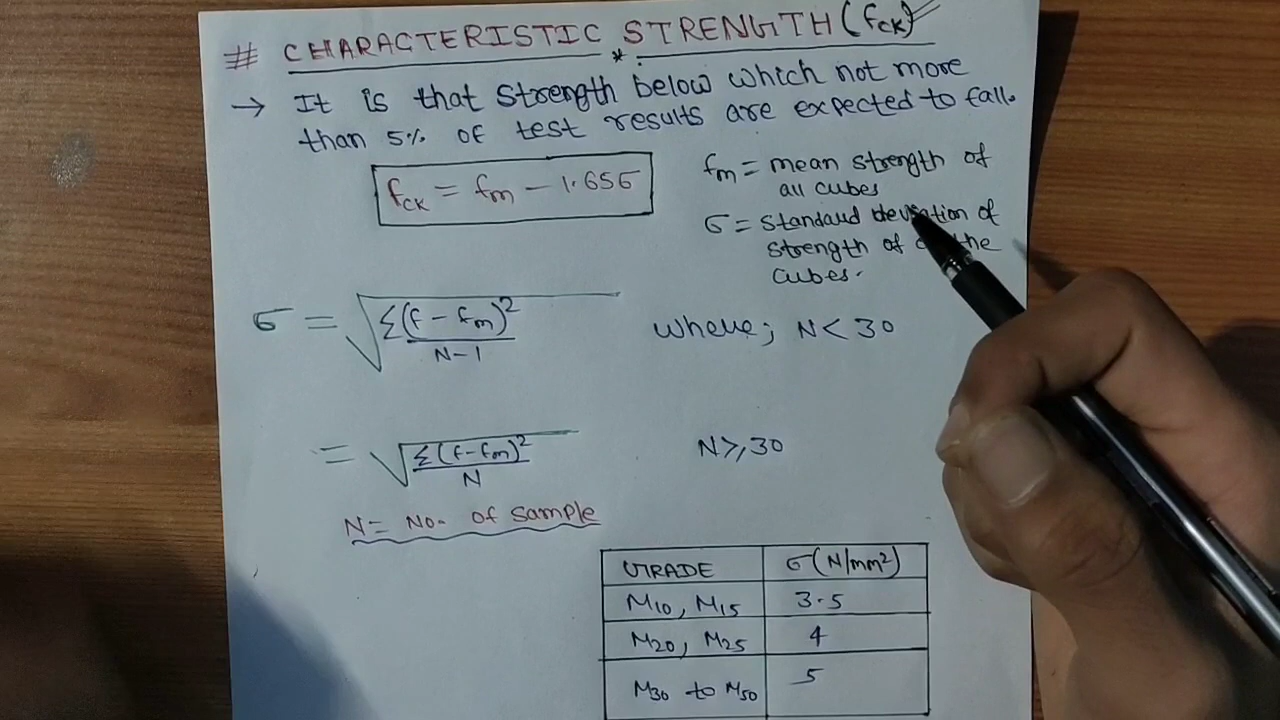 # CHARACTERISTIC STRENGTH (fck)
*
→ It is that strength below which not more
than 5% of test results are expected to fall.
fck = fm - 1.65σ
fm = mean strength of
all cubes
σ = standard deviation of
strength of the
cubes.
σ = √Σ(f - fm)²
N-1
where; N < 30
= √Σ(f-fm)²
N
N ≥ 30
N = No. of sample
GRADE σ (N/mm²)
M10, M15 3.5
M20, M25 4
M30 to M50 5